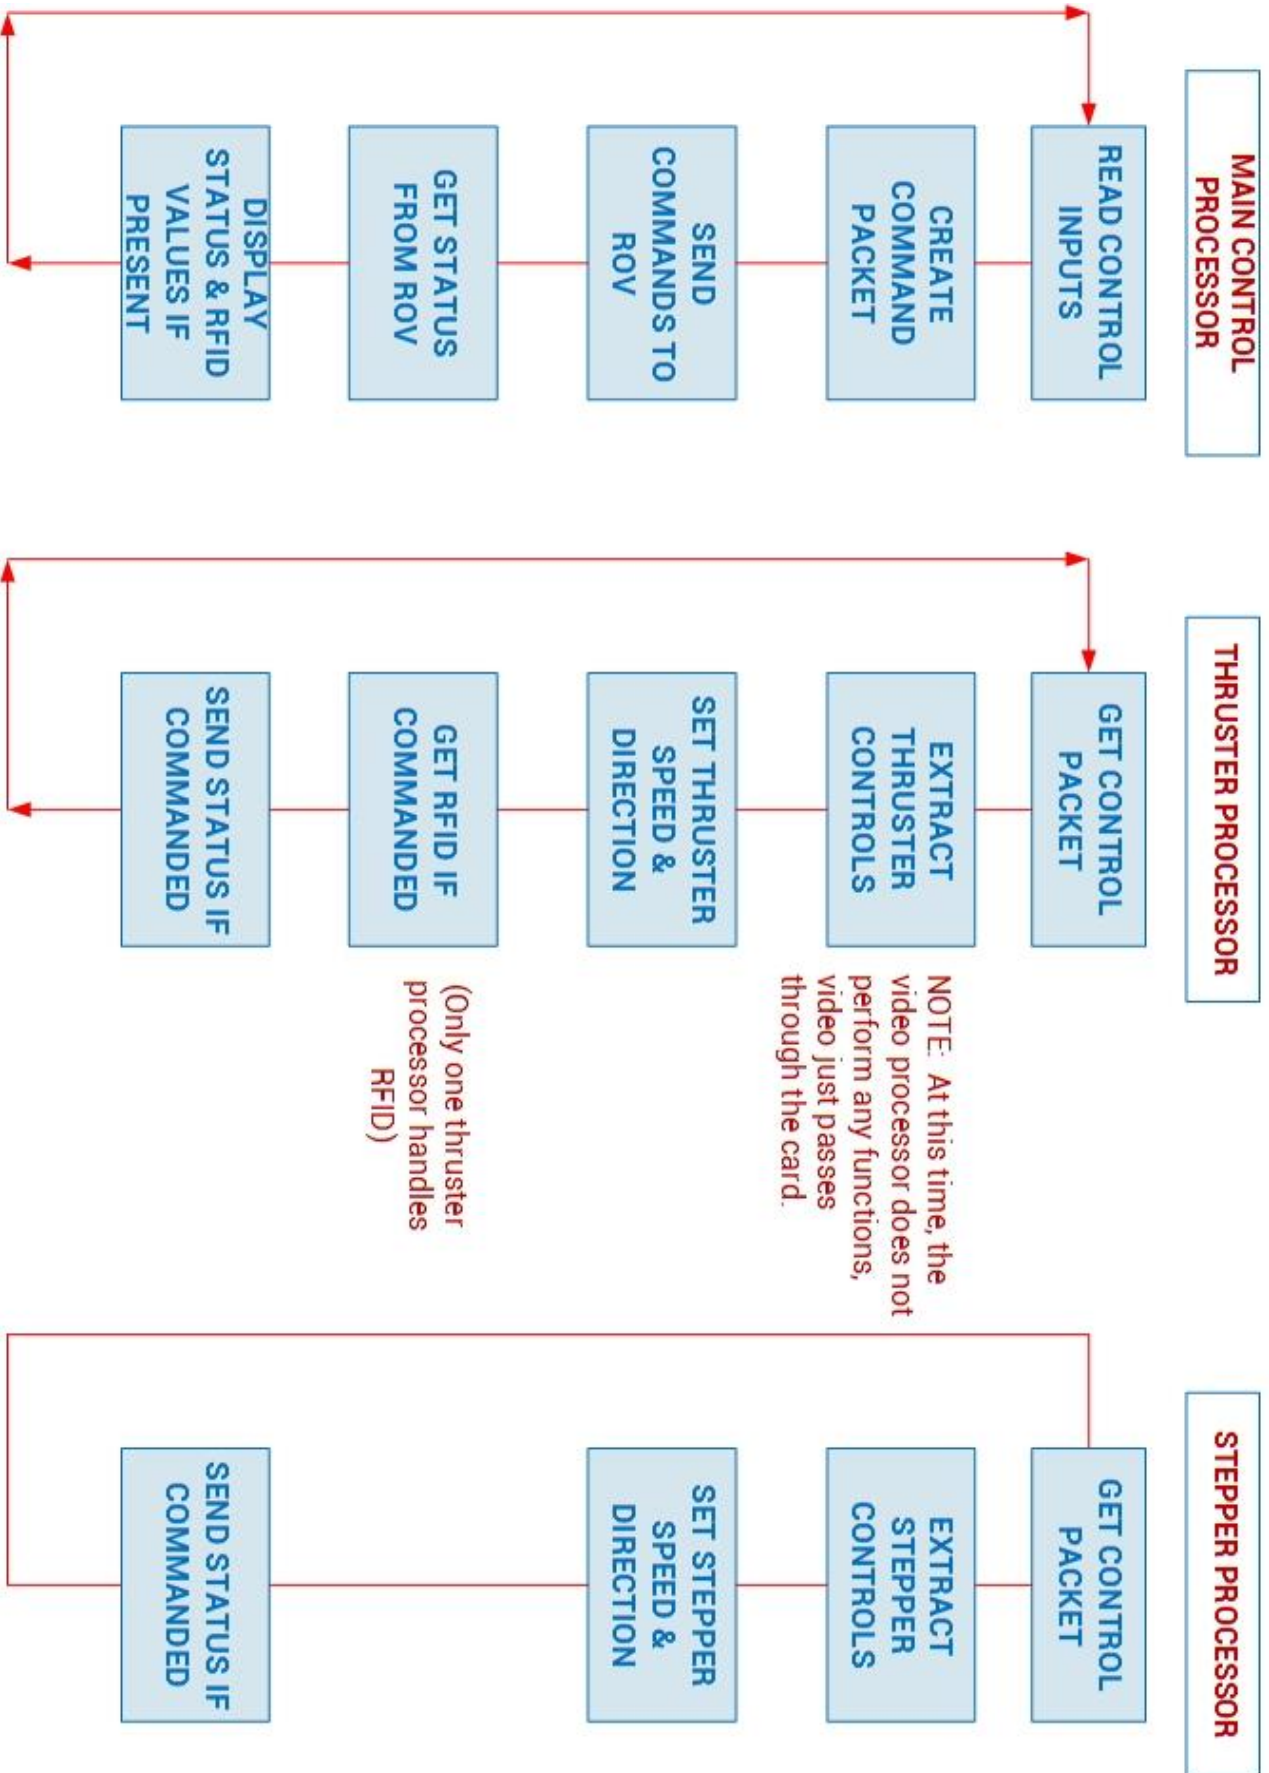 MAIN CONTROL
PROCESSOR
READ CONTROL
INPUTS
CREATE
COMMAND
PACKET
SEND
COMMANDS TO
ROV
GET STATUS
FROM ROV
DISPLAY
STATUS & RFID
VALUES IF
PRESENT
THRUSTER PROCESSOR
GET CONTROL
PACKET
EXTRACT
THRUSTER
CONTROLS
SET THRUSTER
SPEED &
DIRECTION
GET RFID IF
COMMANDED
SEND STATUS IF
COMMANDED
NOTE: At this time, the
video processor does not
perform any functions,
video just passes
through the card.
(Only one thruster
processor handles
RFID)
STEPPER PROCESSOR
GET CONTROL
PACKET
EXTRACT
STEPPER
CONTROLS
SET STEPPER
SPEED &
DIRECTION
SEND STATUS IF
COMMANDED